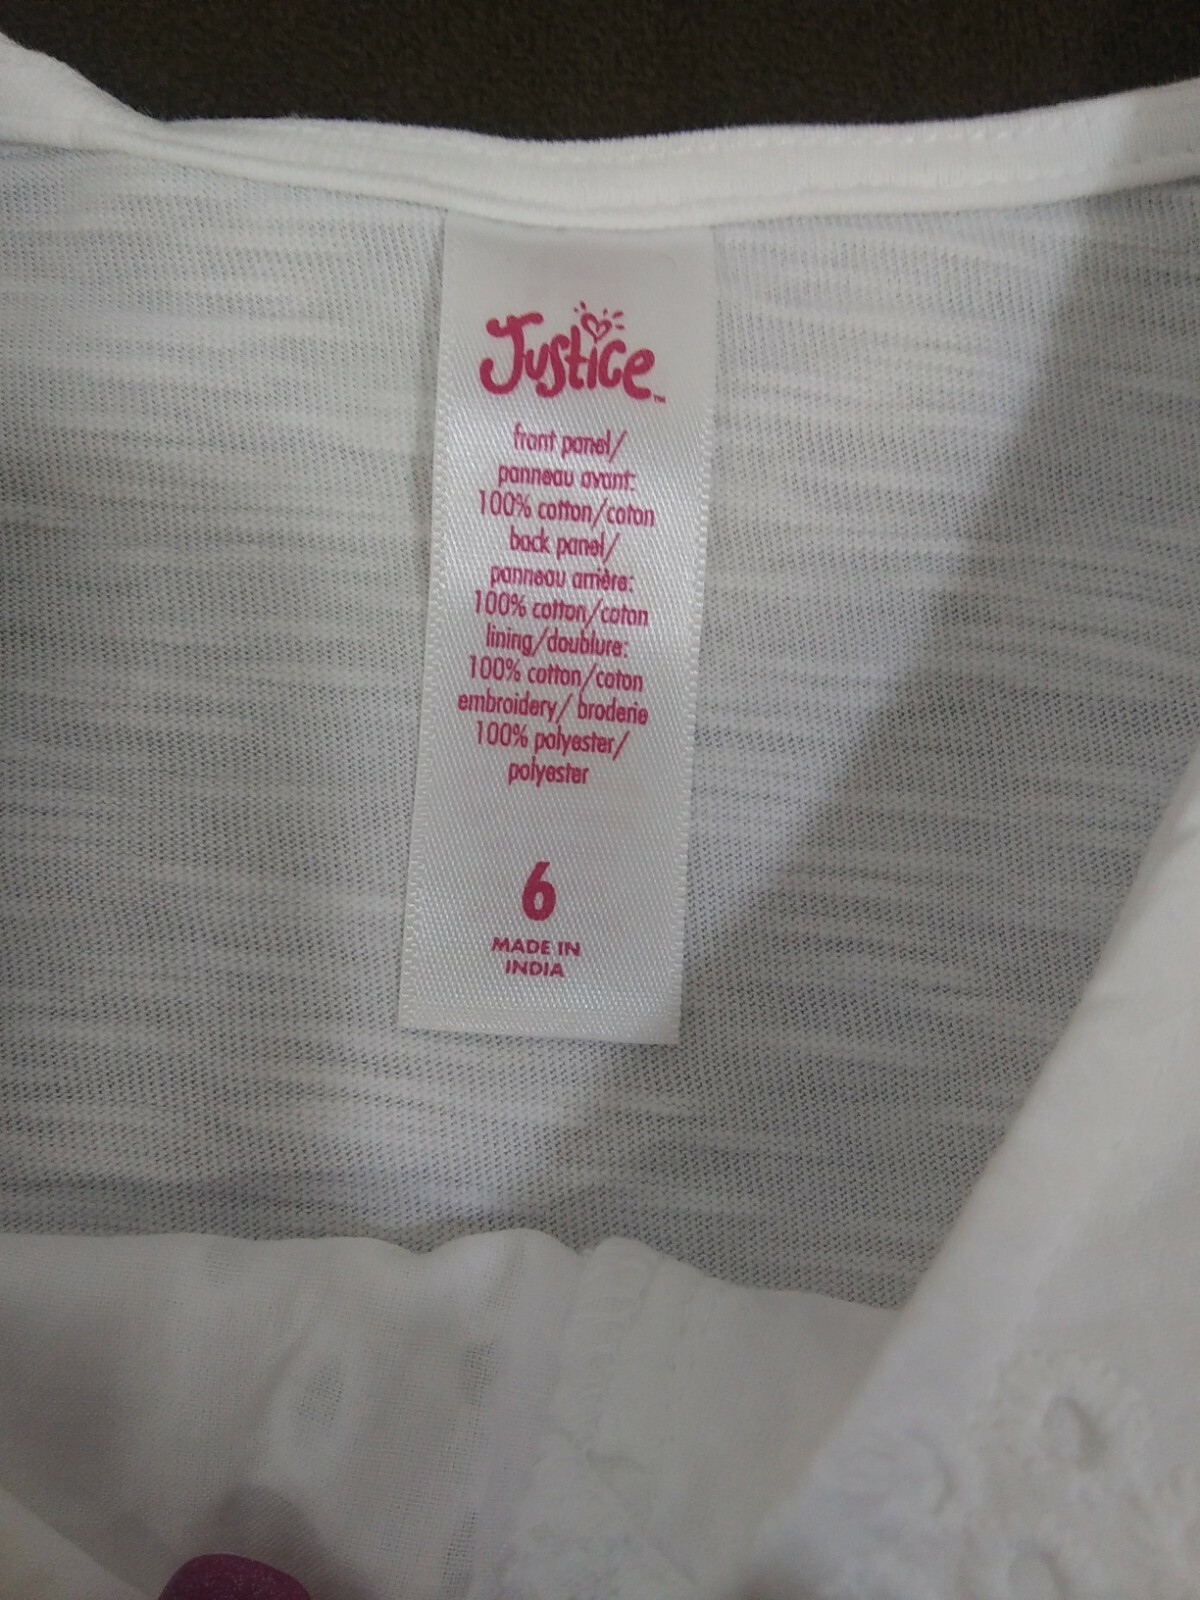 Justice™
front panel/
panneau avant:
100% cotton/coton
back panel/
panneau arrière:
100% cotton/coton
lining/doublure:
100% cotton/coton
embroidery/ broderie
100% polyester/
polyester
6
MADE IN
INDIA